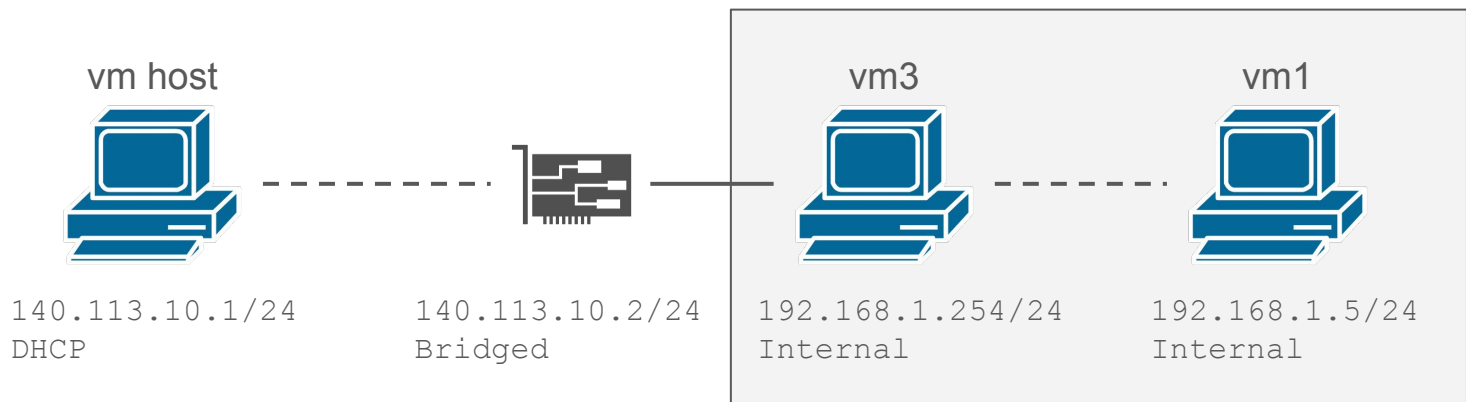 vm host
vm3
vm1
140.113.10.1/24
DHCP
140.113.10.2/24
Bridged
192.168.1.254/24
Internal
192.168.1.5/24
Internal